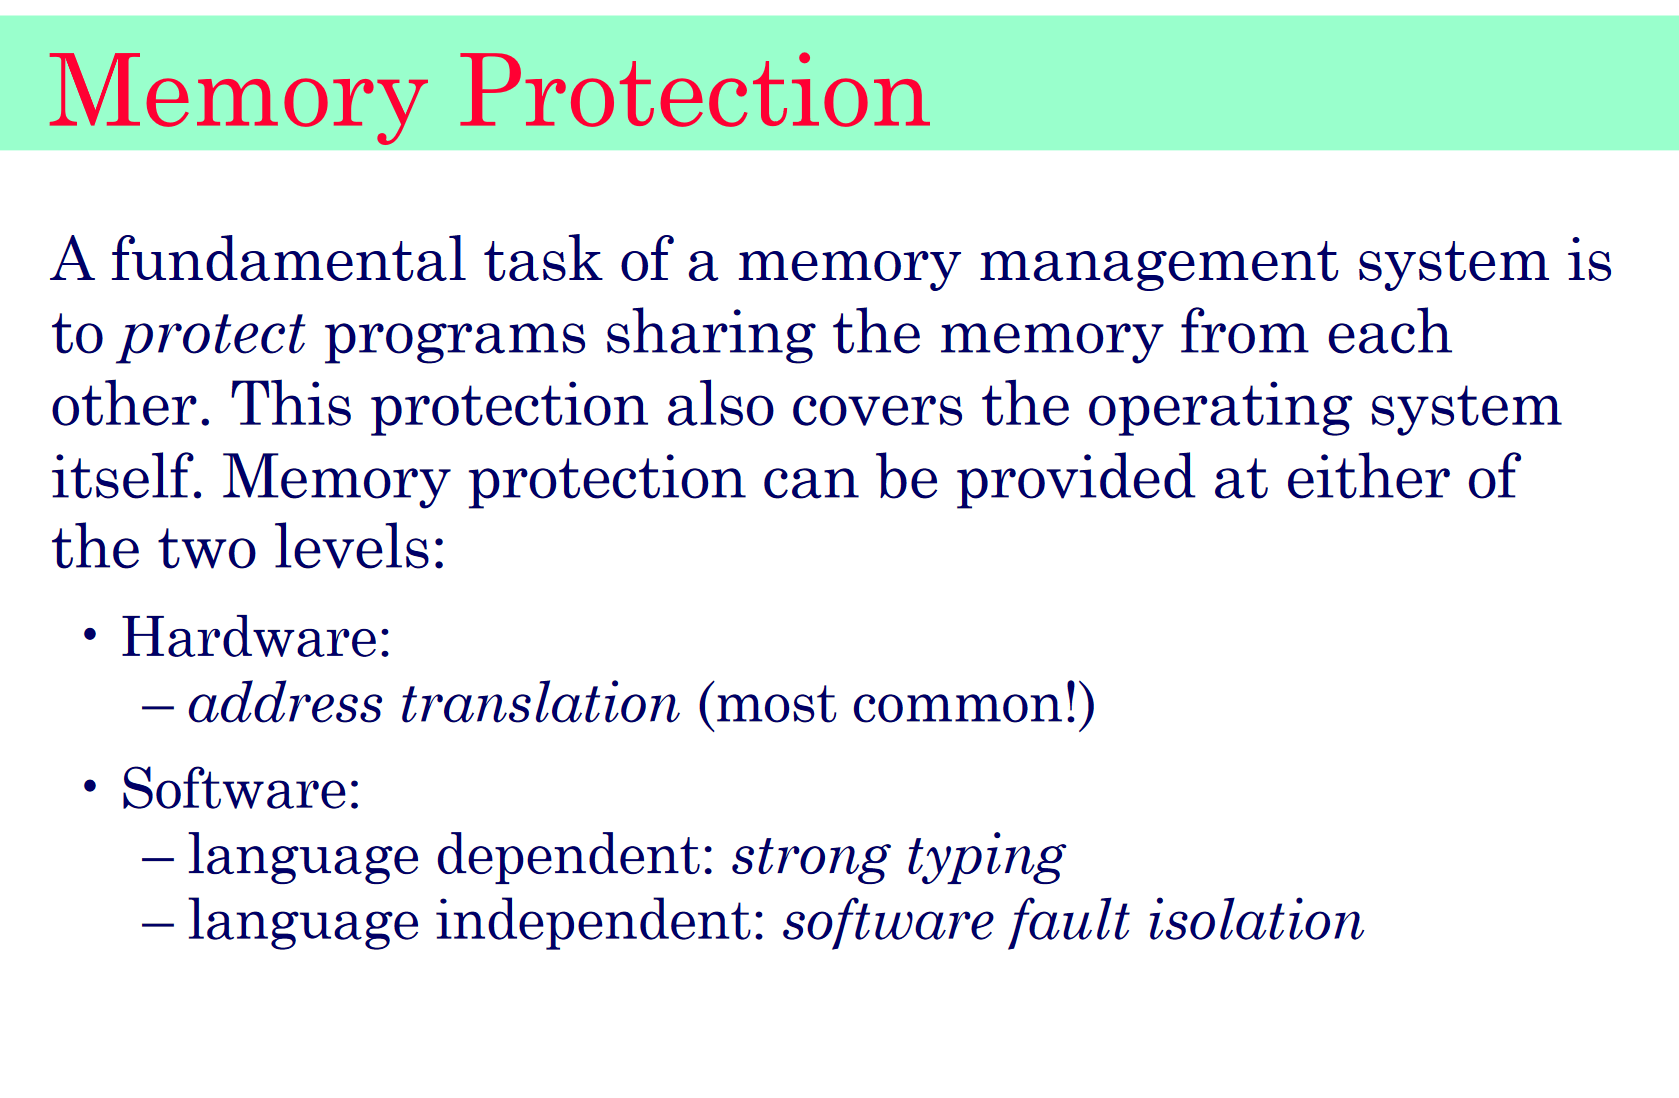 Memory Protection
A fundamental task of a memory management system is
to protect programs sharing the memory from each
other. This protection also covers the operating system
itself. Memory protection can be provided at either of
the two levels:
• Hardware:
– address translation (most common!)
• Software:
– language dependent: strong typing
– language independent: software fault isolation